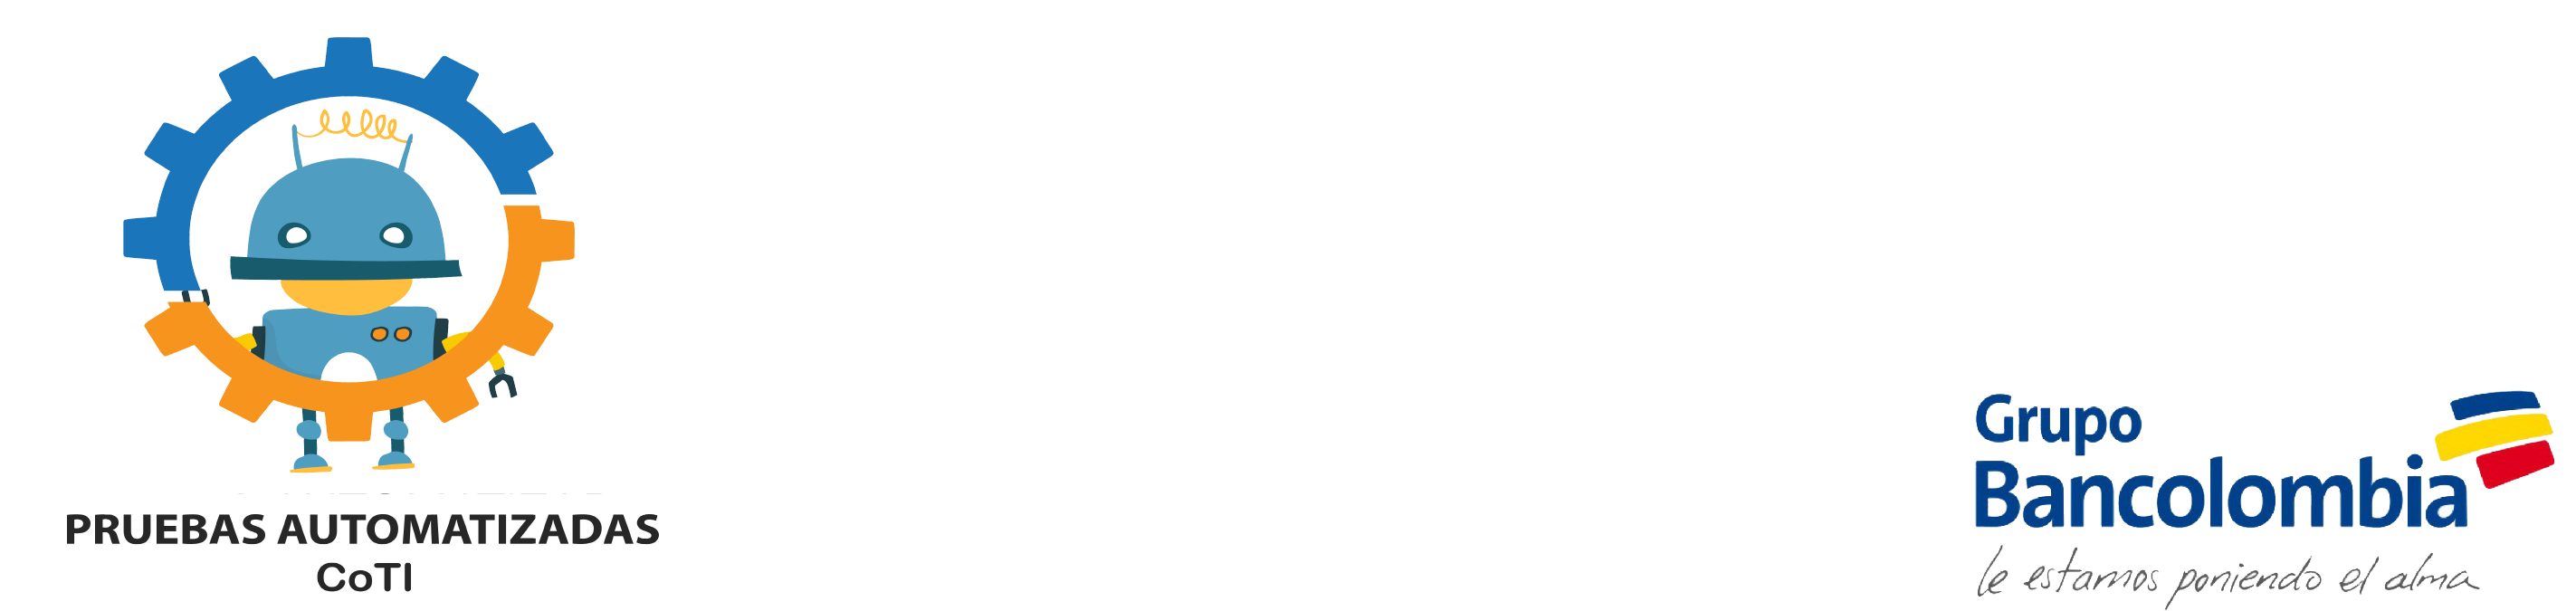 PRUEBAS AUTOMATIZADAS
CoTI
Grupo
Bancolombia
le estamos poniendo el alma